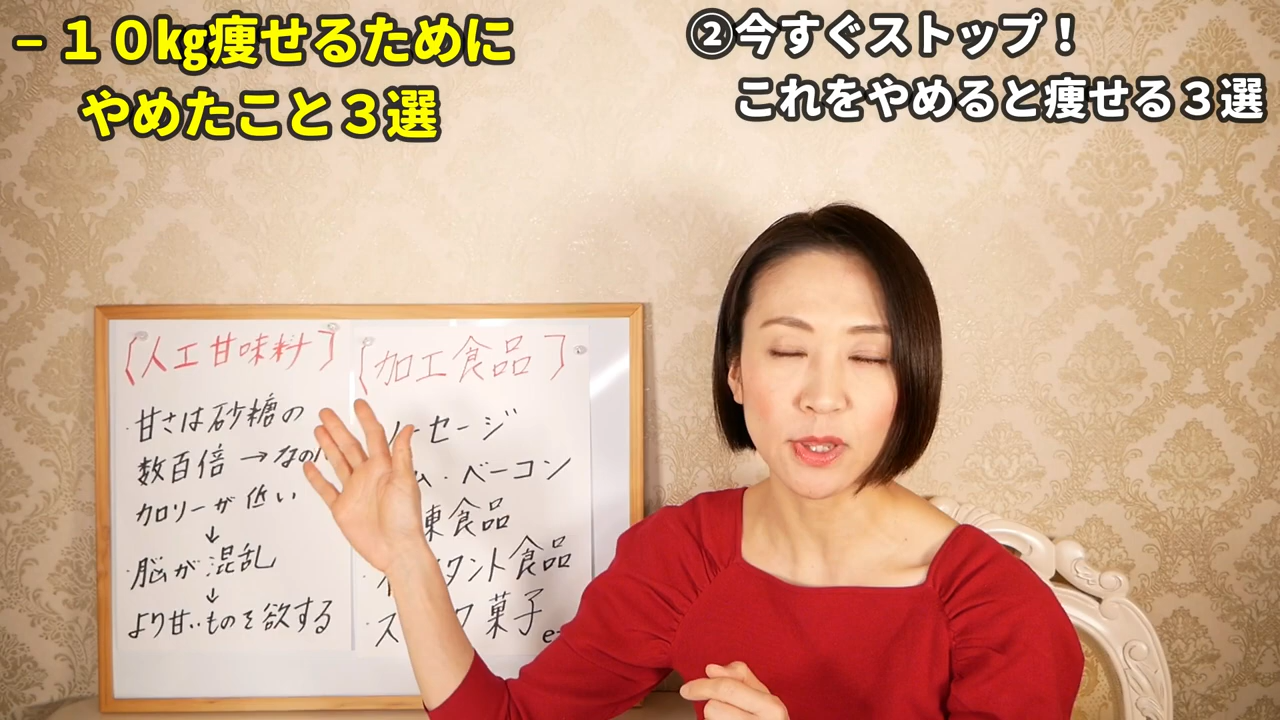 −１０㎏痩せるために
やめたこと３選
②今すぐストップ！
これをやめると痩せる３選
〔人工甘味料〕
・甘さは砂糖の
数百倍→なの
カロリーが低い
↓
・脳が混乱
↓
より甘いものを欲する
〔加工食品〕
ーセージ
ム・ベーコン
凍食品
タント食品
ス ク菓子